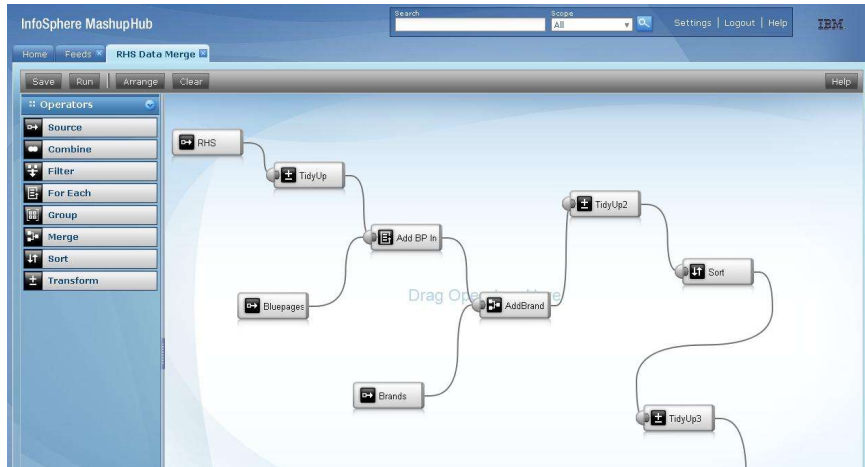 InfoSphere MashupHub
Search
Scope
All
Settings | Logout | Help
IBM
Home
Feeds
RHS Data Merge
Save
Run
Arrange
Clear
Help
Operators
Source
Combine
Filter
For Each
Group
Merge
Sort
Transform
RHS
TidyUp
TidyUp2
Add BP In
Sort
Drag Here
Bluepages
AddBrand
Brands
TidyUp3